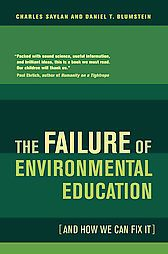 CHARLES SAYLAN AND DANIEL T. BLUMSTEIN
"Packed with sound science, useful information,
and brilliant ideas, this is a book we must read.
Our children will thank us."
Paul Ehrlich, author of Humanity on a Tightrope
THE FAILURE OF
ENVIRONMENTAL
EDUCATION
[AND HOW WE CAN FIX IT]